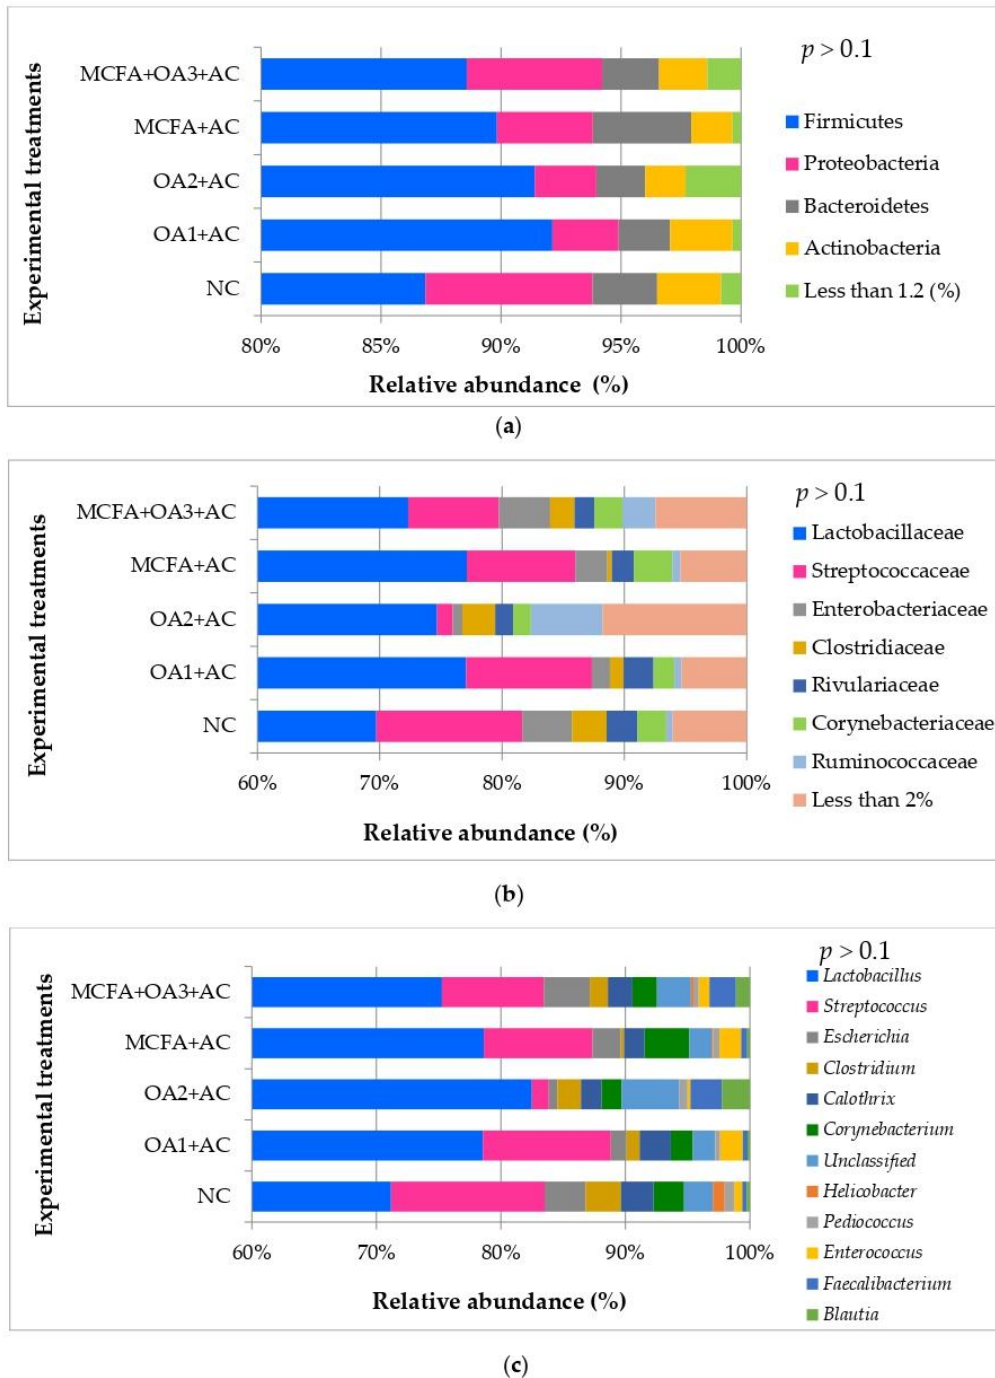 p > 0.1
Experimental treatments
MCFA+OA3+AC
MCFA+AC
OA2+AC
OA1+AC
NC
80%
85%
90%
95%
100%
Relative abundance (%)
Firmicutes
Proteobacteria
Bacteroidetes
Actinobacteria
Less than 1.2 (%)
(a)
p > 0.1
Experimental treatments
MCFA+OA3+AC
MCFA+AC
OA2+AC
OA1+AC
NC
60%
70%
80%
90%
100%
Relative abundance (%)
Lactobacillaceae
Streptococcaceae
Enterobacteriaceae
Clostridiaceae
Rivulariaceae
Corynebacteriaceae
Ruminococcaceae
Less than 2%
(b)
p > 0.1
Experimental treatments
MCFA+OA3+AC
MCFA+AC
OA2+AC
OA1+AC
NC
60%
70%
80%
90%
100%
Relative abundance (%)
Lactobacillus
Streptococcus
Escherichia
Clostridium
Calothrix
Corynebacterium
Unclassified
Helicobacter
Pediococcus
Enterococcus
Faecalibacterium
Blautia
(c)